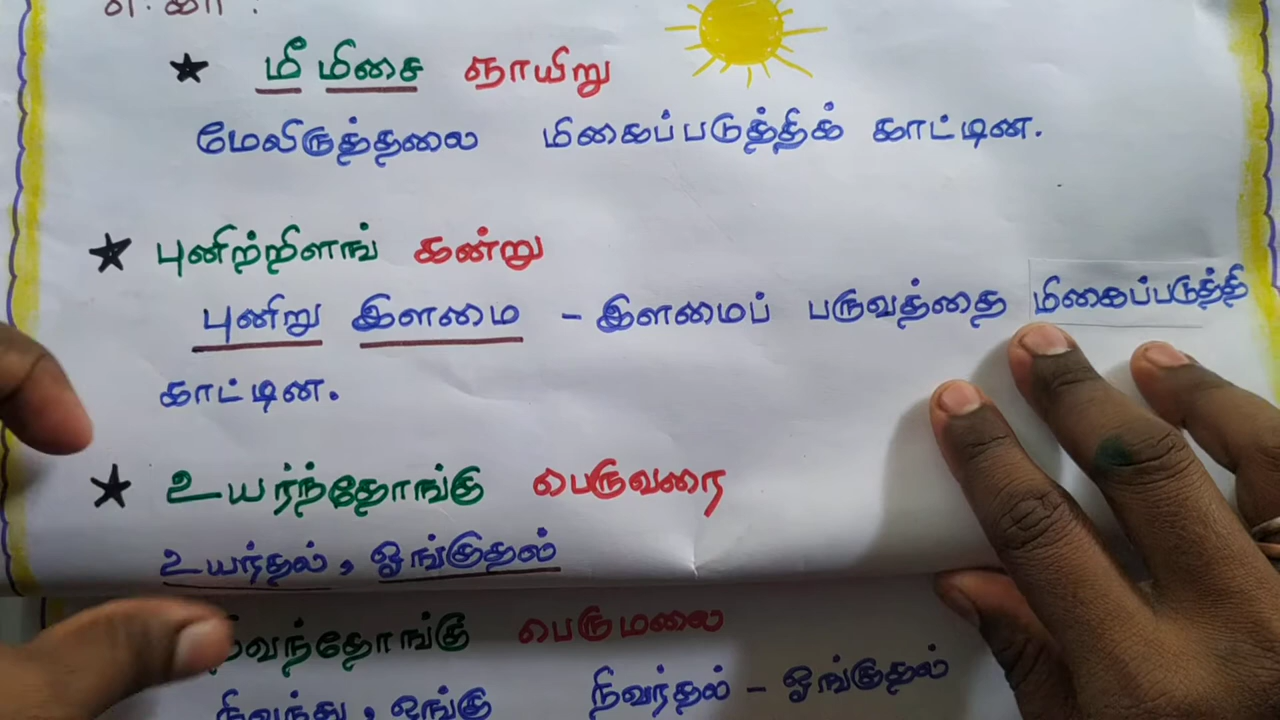 எ.கா.
மீ மிசை ஞாயிறு
மேலிருத்தலை மிகைப்படுத்திக் காட்டின.
புனிற்றிளங் கன்று
புனிறு இளமை - இளமைப் பருவத்தை மிகைப்படுத்தி
காட்டின.
உயர்ந்தோங்கு பெருவரை
உயர்தல், ஓங்குதல்
பெருமலை
நிவந்து, ஓங்கு நிவர்தல் - ஓங்குதல்